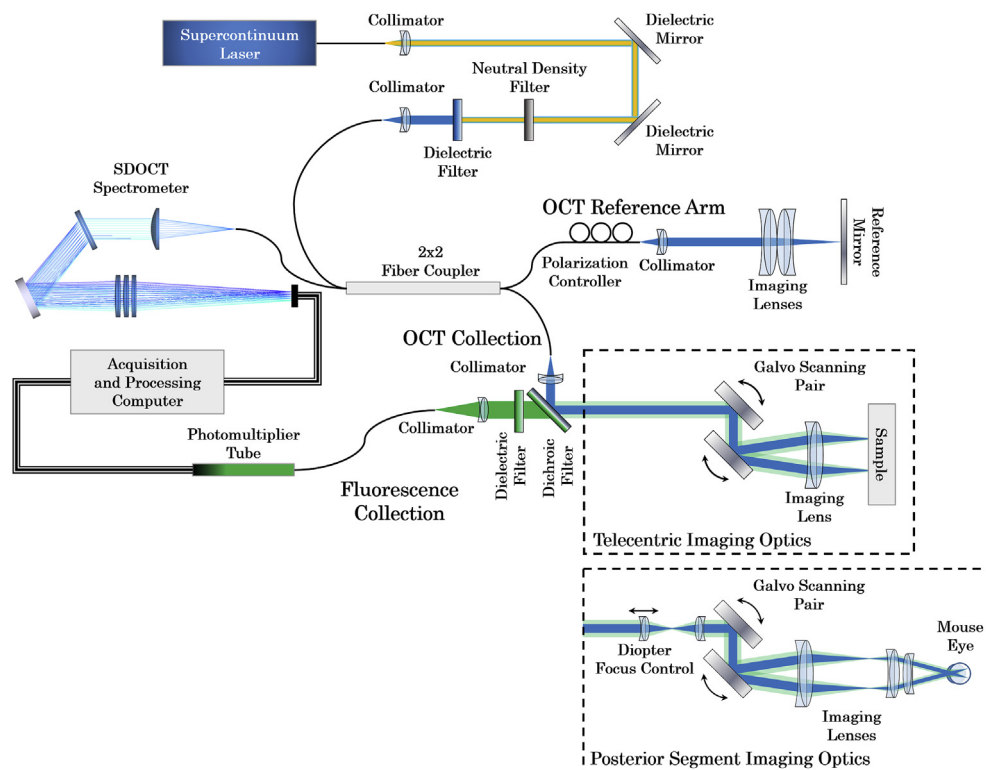 Supercontinuum
Laser
Collimator
Dielectric
Mirror
Collimator
Neutral Density
Filter
Dielectric
Mirror
Dielectric
Filter
SDOCT
Spectrometer
2x2
Fiber Coupler
OCT Reference Arm
Polarization
Controller
Collimator
Imaging
Lenses
Reference
Mirror
OCT Collection
Collimator
Acquisition
and Processing
Computer
Photomultiplier
Tube
Collimator
Dielectric
Filter
Dichroic
Filter
Fluorescence
Collection
Galvo Scanning
Pair
Imaging
Lens
Sample
Telecentric Imaging Optics
Galvo Scanning
Pair
Diopter
Focus Control
Mouse
Eye
Imaging
Lenses
Posterior Segment Imaging Optics